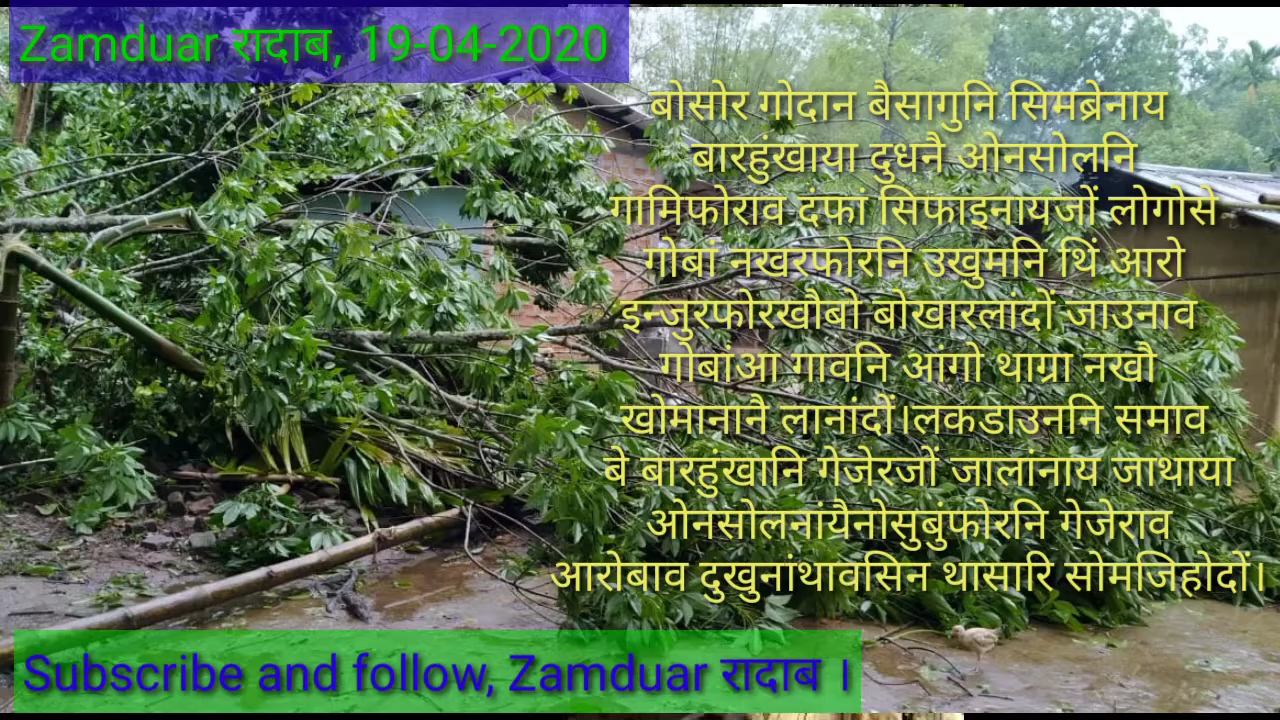 Zamduar रादाब, 19-04-2020
बोसोर गोदान बैसागुनि सिमब्रेनाय
बारहुंखाया दुधनै ओनसोलनि
गामिफोराव दंफां सिफाइनायजों लोगोसे
गोबां नखरफोरनि उखुमनि थिं आरो
इन्जुरफोरखौबो बोखारलांदों जाउनाव
गोबांआ गावनि आंगो थाग्रा नखौ
खोमानानै लानांदों।लकडाउननि समाव
बे बारहुंखानि गेजेरजों जालांनाय जाथाया
ओनसोलनांयैनोसुबुंफोरनि गेजेराव
आरोबाव दुखुनांथावसिन थासारि सोमजिहोदों।
Subscribe and follow, Zamduar रादाब ।